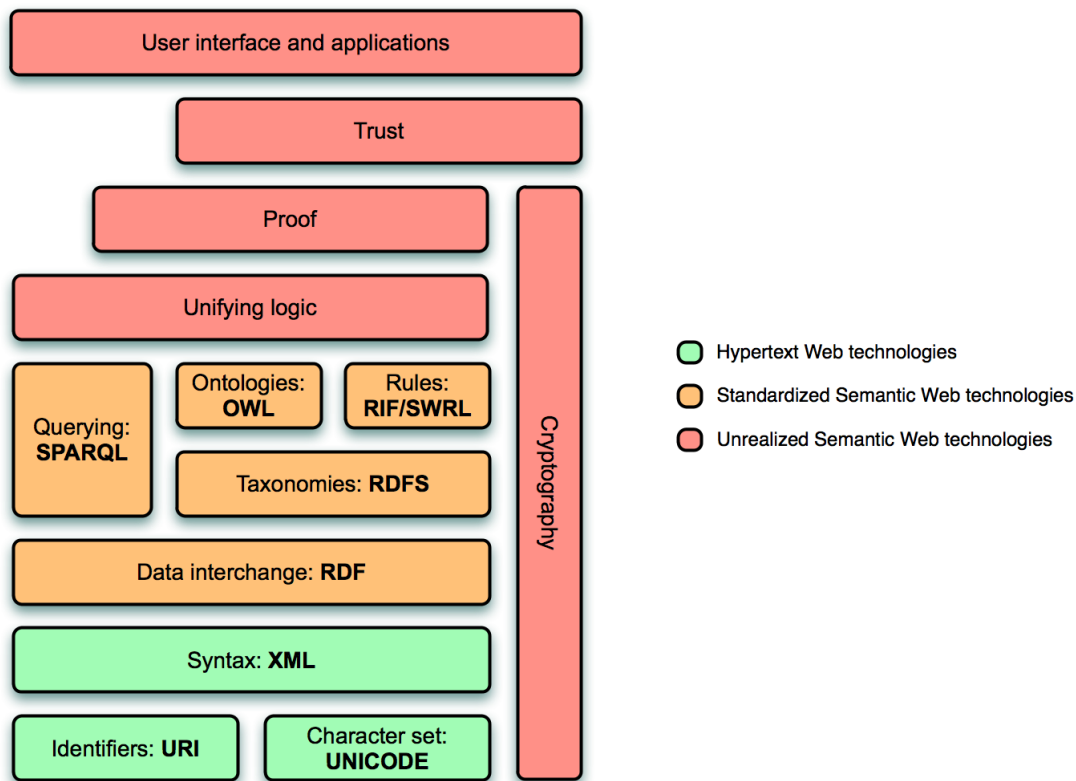 User interface and applications
Trust
Proof
Unifying logic
Querying:
SPARQL
Ontologies:
OWL
Rules:
RIF/SWRL
Taxonomies: RDFS
Data interchange: RDF
Syntax: XML
Identifiers: URI
Character set:
UNICODE
Cryptography
Hypertext Web technologies
Standardized Semantic Web technologies
Unrealized Semantic Web technologies